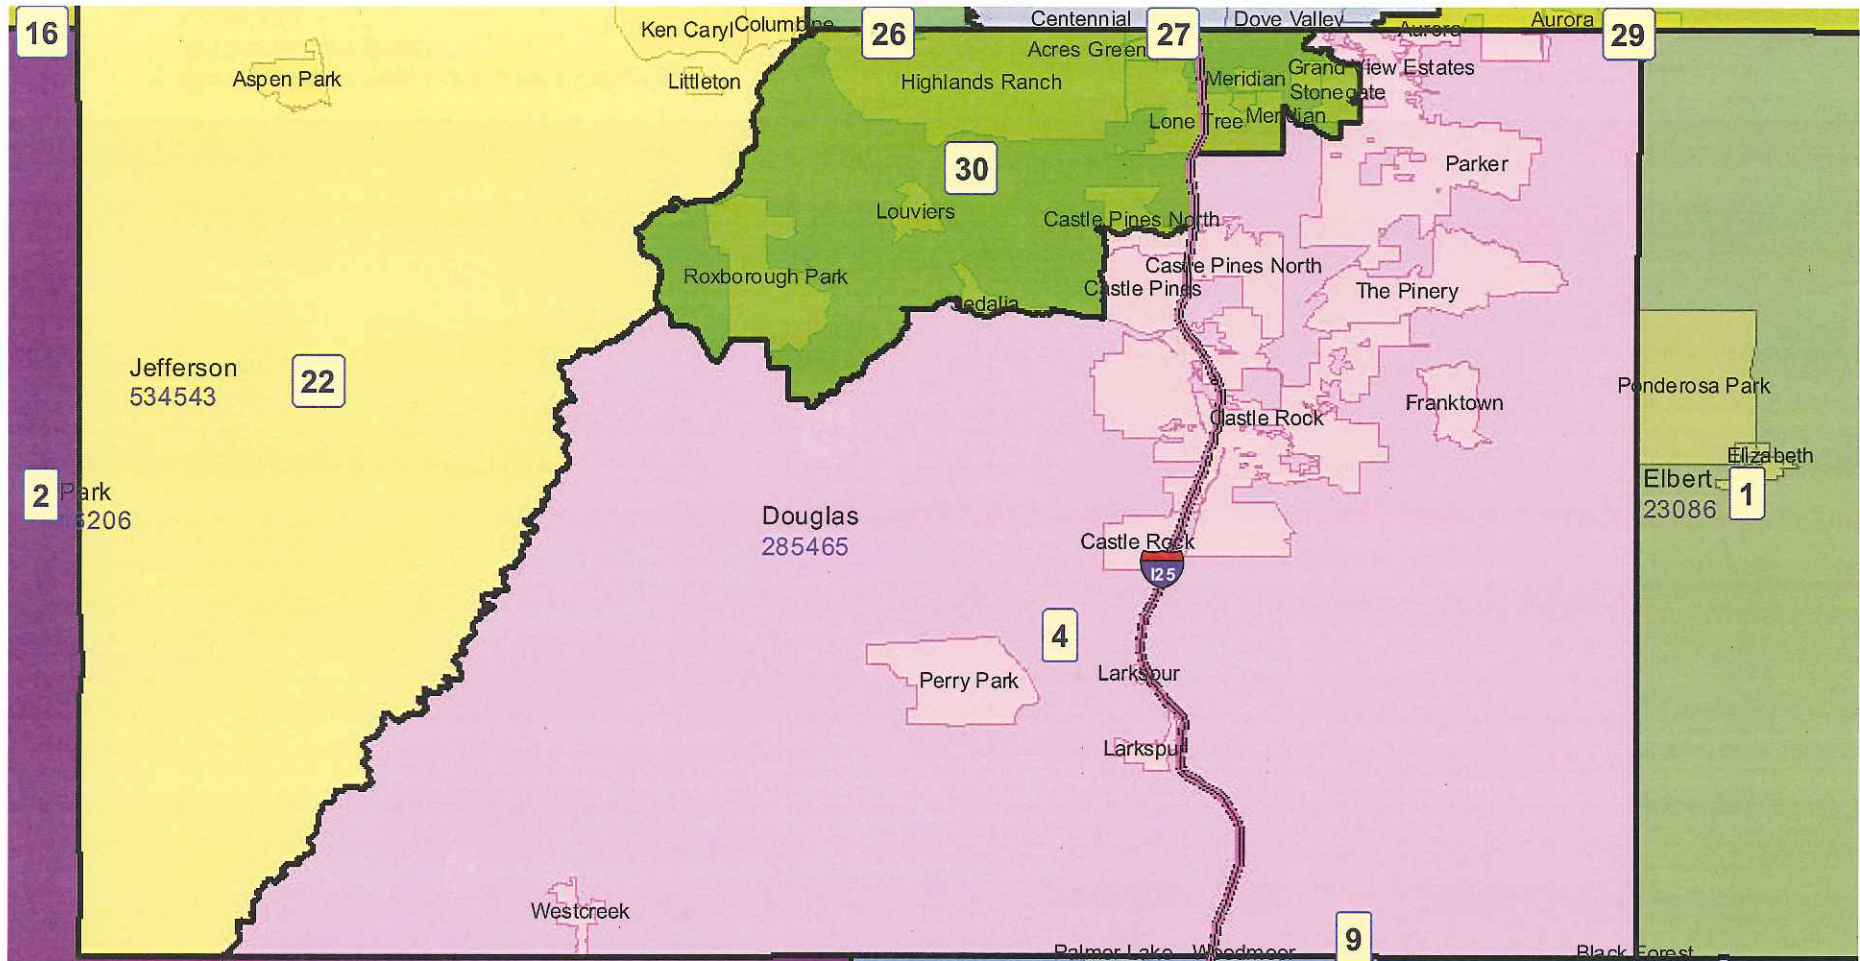 16
Ken Caryl
Columbine
26
Centennial
27
Dove Valley
Aurora
Aurora
29
Acres Green
Aspen Park
Littleton
Highlands Ranch
Meridian
Grand View Estates
Stonegate
Lone Tree
Meridian
30
Parker
Louviers
Castle Pines North
Roxborough Park
Castle Pines North
Castle Pines
The Pinery
edalia
Jefferson
534543
22
Ponderosa Park
Franktown
Castle Rock
Elizabeth
2
Park
6206
Elbert
23086
1
Douglas
285465
Castle Rock
I25
4
Perry Park
Larkspur
Larkspur
Westcreek
9
Palmer Lake
Woodmoor
Black Forest